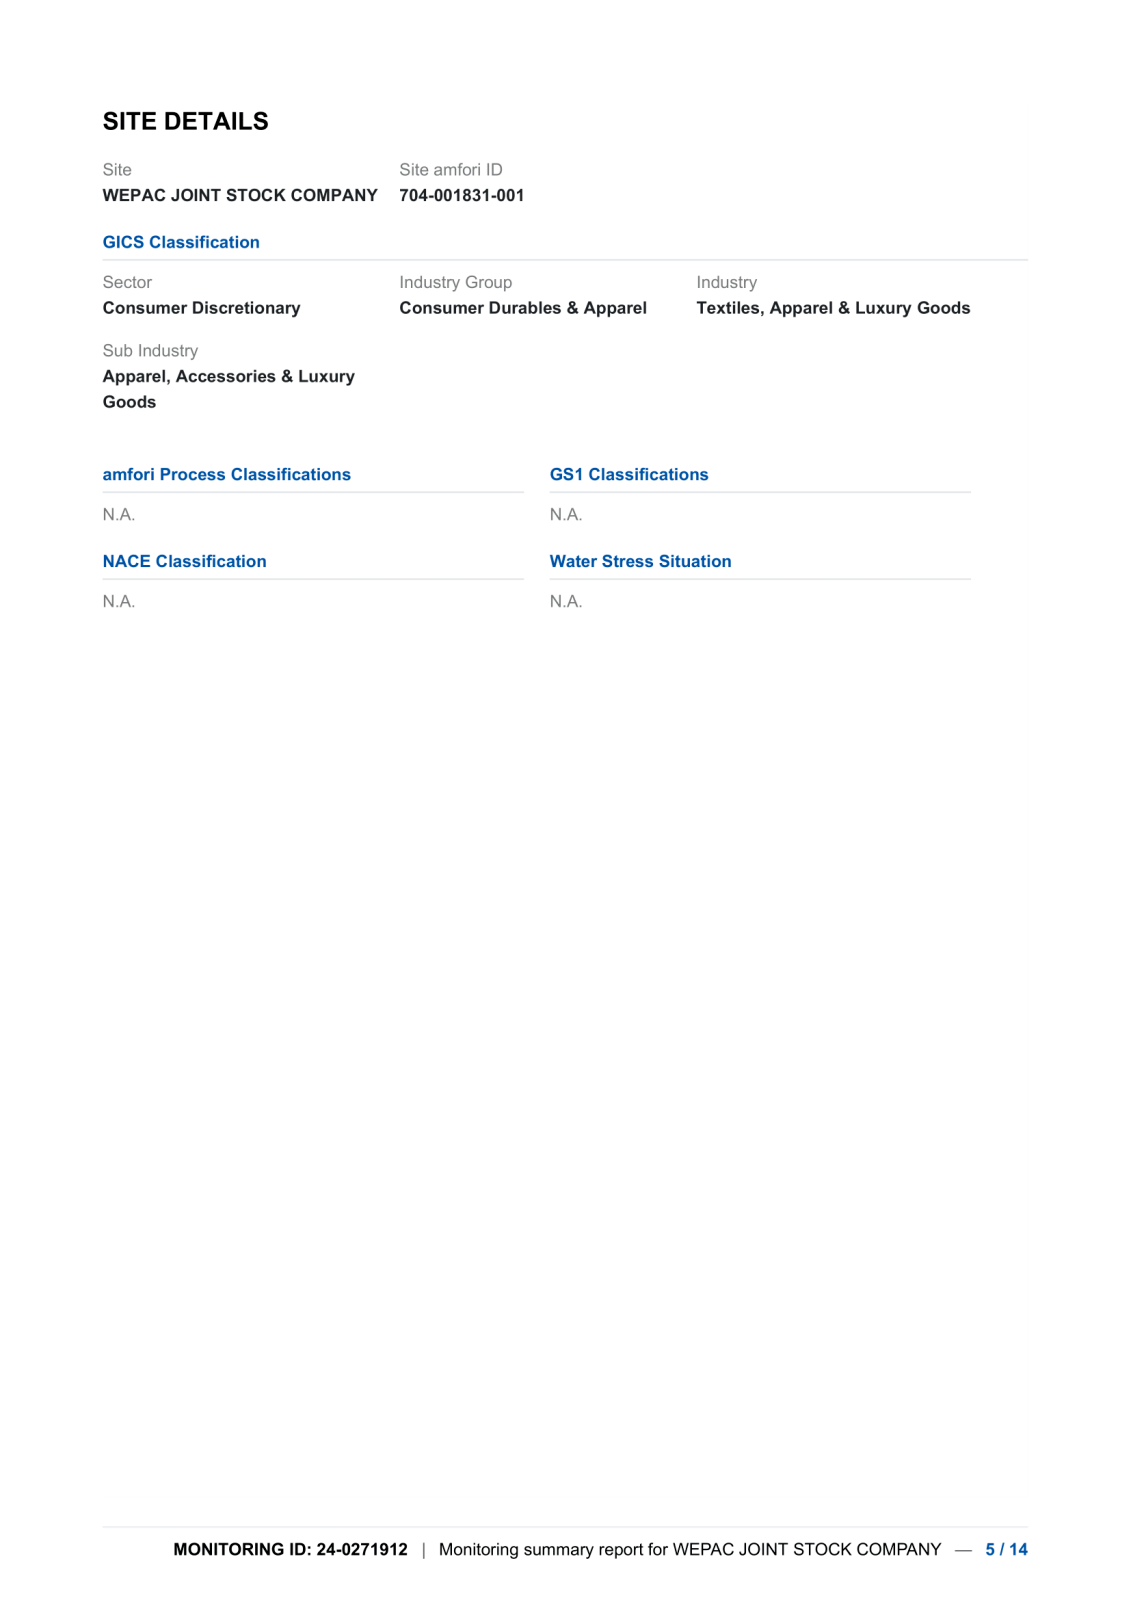 SITE DETAILS
Site
WEPAC JOINT STOCK COMPANY
Site amfori ID
704-001831-001
GICS Classification
Sector
Consumer Discretionary
Industry Group
Consumer Durables & Apparel
Industry
Textiles, Apparel & Luxury Goods
Sub Industry
Apparel, Accessories & Luxury
Goods
amfori Process Classifications
N.A.
GS1 Classifications
N.A.
NACE Classification
N.A.
Water Stress Situation
N.A.
MONITORING ID: 24-0271912 | Monitoring summary report for WEPAC JOINT STOCK COMPANY — 5 / 14